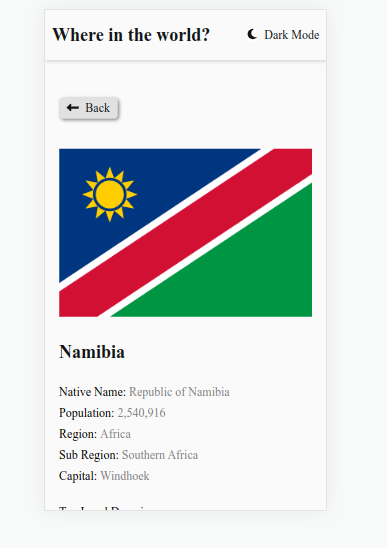 Where in the world?
Dark Mode
Back
Namibia
Native Name: Republic of Namibia
Population: 2,540,916
Region: Africa
Sub Region: Southern Africa
Capital: Windhoek